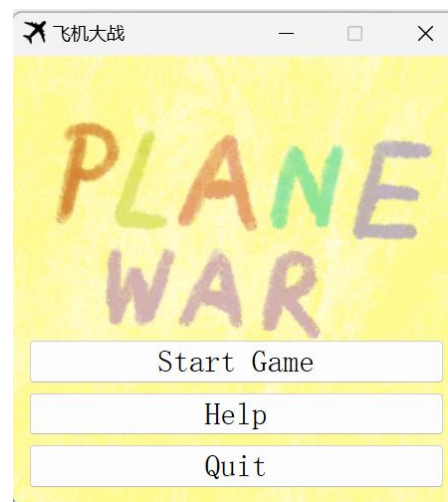 飞机大战
PLANE
WAR
Start Game
Help
Quit